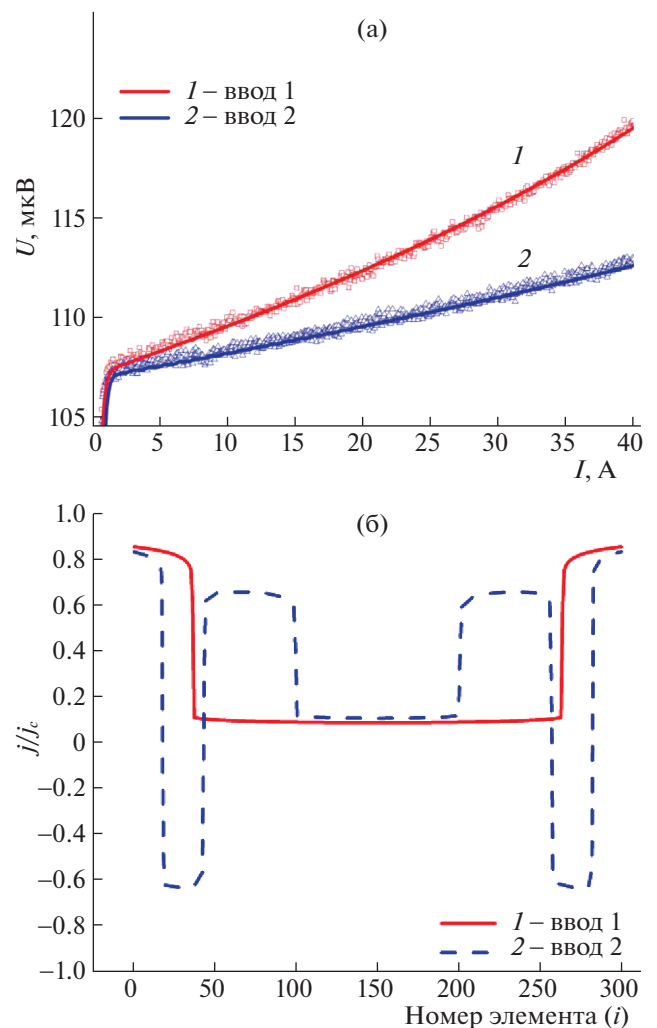 (а)
1 – ввод 1
2 – ввод 2
120
115
110
105
U, мкВ
1
2
0 5 10 15 20 25 30 35 40
I, А
(б)
1.0
0.8
0.6
0.4
0.2
0
−0.2
−0.4
−0.6
−0.8
−1.0
j/jc
1 – ввод 1
2 – ввод 2
0 50 100 150 200 250 300
Номер элемента (i)